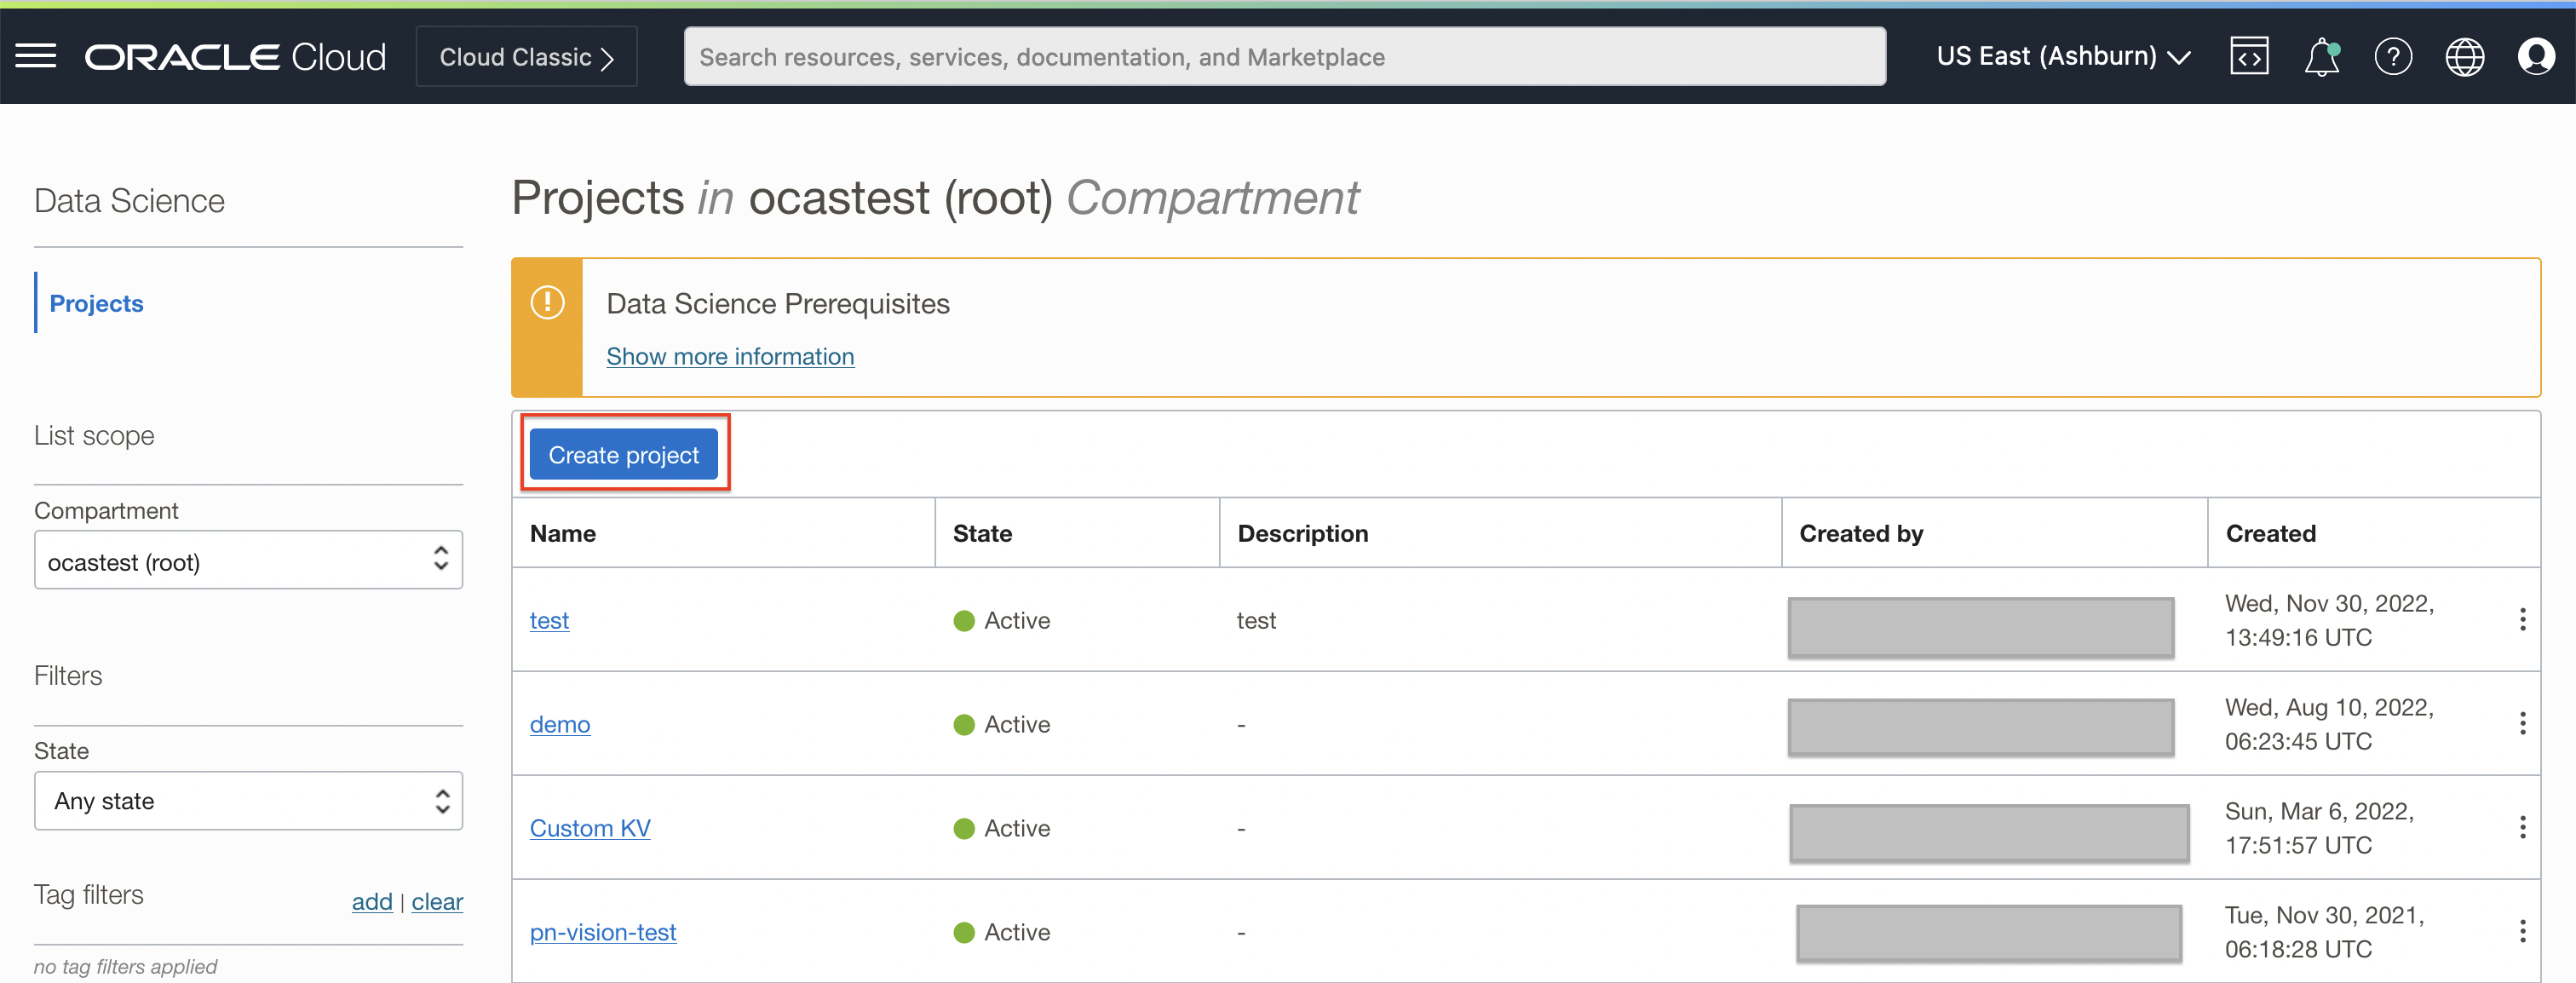 ORACLE Cloud
Cloud Classic
Search resources, services, documentation, and Marketplace
US East (Ashburn)
Data Science
Projects
List scope
Compartment
ocastest (root)
Filters
State
Any state
Tag filters
add | clear
no tag filters applied
Projects in ocastest (root) Compartment
Data Science Prerequisites
Show more information
Create project
Name State Description Created by Created
test Active test Wed, Nov 30, 2022,
13:49:16 UTC
demo Active - Wed, Aug 10, 2022,
06:23:45 UTC
Custom KV Active - Sun, Mar 6, 2022,
17:51:57 UTC
pn-vision-test Active - Tue, Nov 30, 2021,
06:18:28 UTC